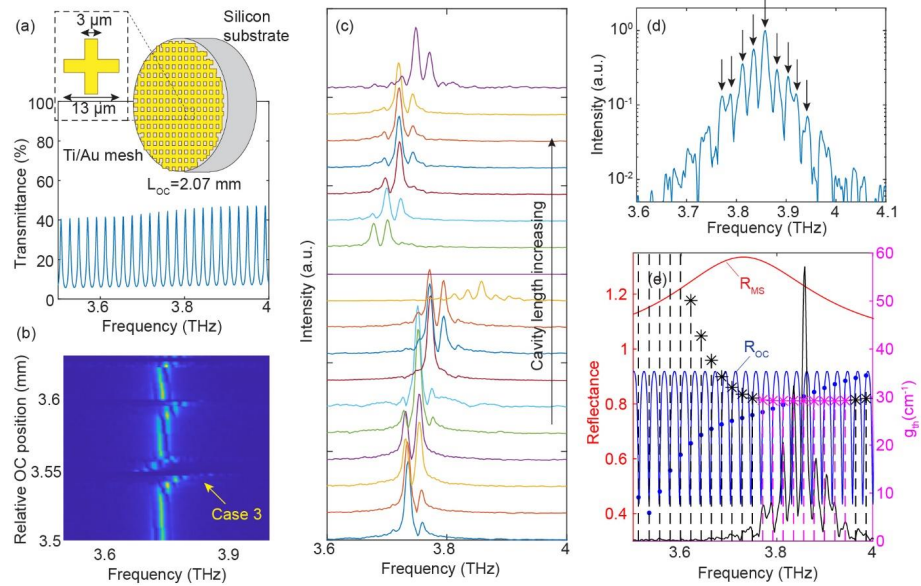 (a)
3 μm
13 μm
Silicon
substrate
Ti/Au mesh
L_OC=2.07 mm
Transmittance (%)
100
80
60
40
20
0
3.6
3.8
4
Frequency (THz)
(b)
Relative OC position (mm)
3.6
3.55
3.5
Case 3
3.6
3.8
4.0
Frequency (THz)
(c)
Intensity (a.u.)
Cavity length increasing
3.6
3.8
4
Frequency (THz)
(d)
Intensity (a.u.)
10^0
10^-1
10^-2
3.6
3.7
3.8
3.9
4
4.1
Frequency (THz)
(e)
R_MS
R_OC
Reflectance
1.2
1
0.8
0.6
0.4
60
50
40
30
20
10
0
g_th(cm^-1)
3.6
3.8
4
Frequency (THz)